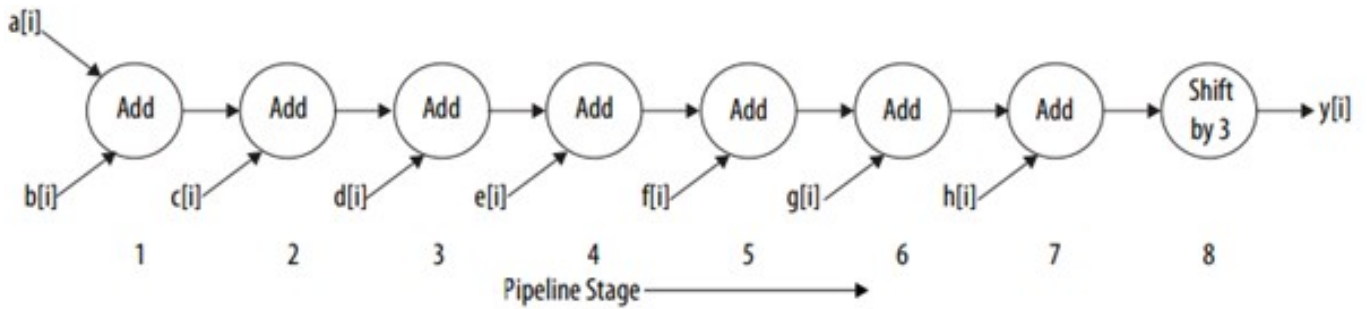 a[i]
Add Add Add Add Add Add Add Shift by 3 y[i]
b[i] c[i] d[i] e[i] f[i] g[i] h[i]
1 2 3 4 5 6 7 8
Pipeline Stage